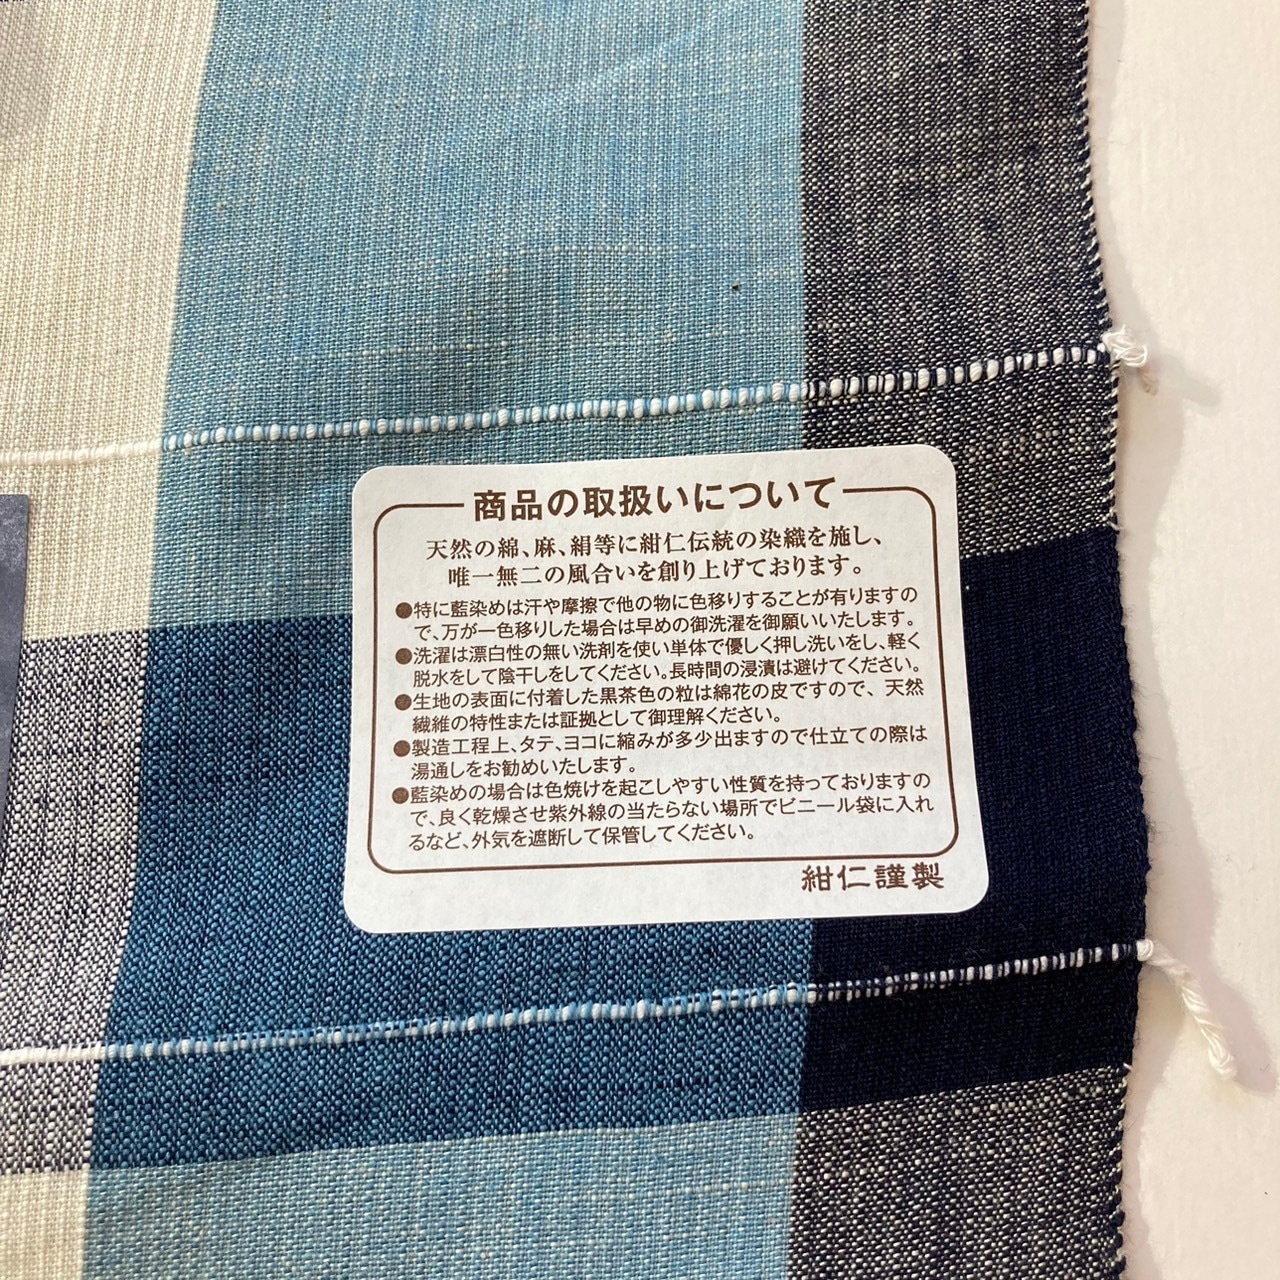 商品の取扱いについて
天然の綿、麻、絹等に紺仁伝統の染織を施し、
唯一無二の風合いを創り上げております。
●特に藍染めは汗や摩擦で他の物に色移りすることが有りますの
で、万が一色移りした場合は早めの御洗濯を御願いいたします。
●洗濯は漂白性の無い洗剤を使い単体で優しく押し洗いをし、軽く
脱水をして陰干しをしてください。長時間の浸漬は避けてください。
●生地の表面に付着した黒茶色の粒は綿花の皮ですので、天然
繊維の特性または証拠として御理解ください。
●製造工程上、タテ、ヨコに縮みが多少出ますので仕立ての際は
湯通しをお勧めいたします。
●藍染めの場合は色焼けを起こしやすい性質を持っておりますの
で、良く乾燥させ紫外線の当たらない場所でビニール袋に入れ
るなど、外気を遮断して保管してください。
紺仁謹製